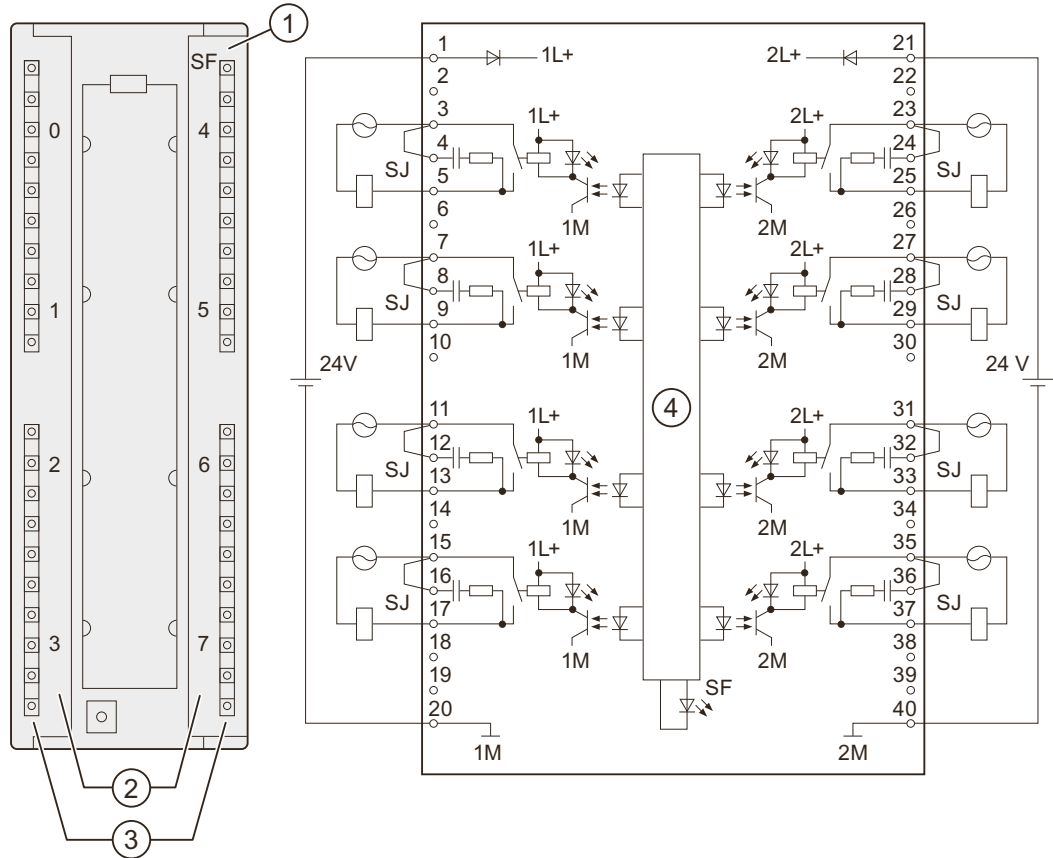 1
SF
0
4
1
5
2
6
3
7
2
3
24V
1
1L+
2
3
1L+
4
SJ
5
1M
6
7
1L+
8
SJ
9
1M
10
11
1L+
12
SJ
13
1M
14
15
1L+
16
SJ
17
1M
18
19
20
1M
4
SF
2L+
21
22
2L+
23
24
SJ
25
2M
26
2L+
27
28
SJ
29
2M
30
24 V
2L+
31
32
SJ
33
2M
34
2L+
35
36
SJ
37
2M
38
39
40
2M